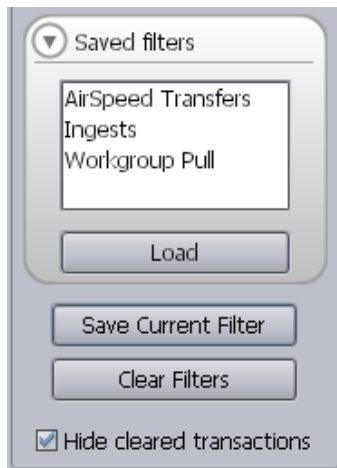 Saved filters
AirSpeed Transfers
Ingests
Workgroup Pull
Load
Save Current Filter
Clear Filters
Hide cleared transactions